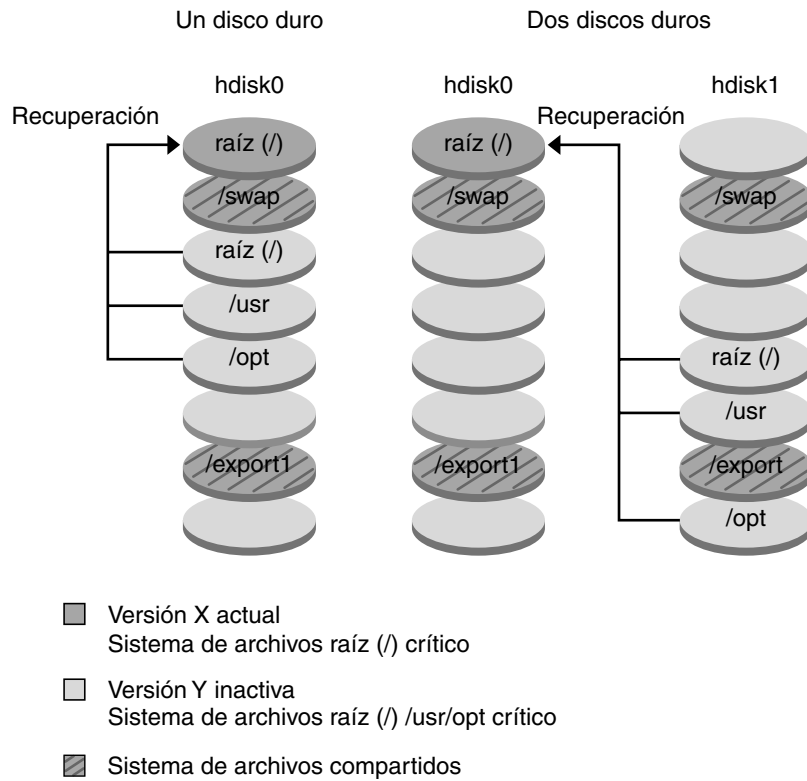 Un disco duro
Dos discos duros
hdisk0
hdisk0
hdisk1
Recuperación
Recuperación
raíz (/)
/swap
raíz (/)
/usr
/opt
/export1
raíz (/)
/swap
/export1
/swap
raíz (/)
/usr
/export
/opt
Versión X actual
Sistema de archivos raíz (/) crítico
Versión Y inactiva
Sistema de archivos raíz (/) /usr/opt crítico
Sistema de archivos compartidos